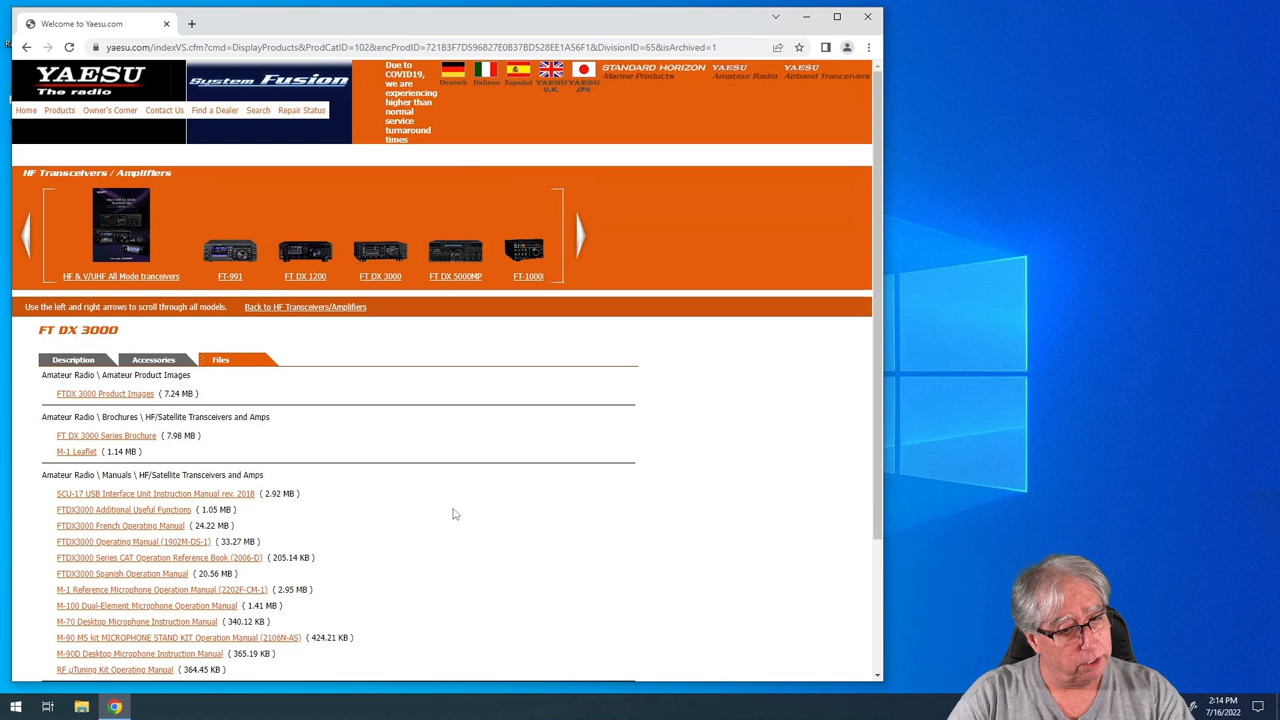 Welcome to Yaesu.com
yaesu.com/indexVS.cfm?cmd=DisplayProducts&ProdCatID=102&encProdID=721B3F7D596827E0B37BD528EE1A56F1&DivisionID=65&isArchived=1
YAESU
The radio
System Fusion
Due to
COVID19,
we are
experiencing
higher than
normal
service
turnaround
times
Deutsch
Italiano
Español
YAESU
U.K.
YAESU
JPN
STANDARD HORIZON
Marine Products
YAESU
Amateur Radio
YAESU
Airband Tranceivers
Home Products Owner's Corner Contact Us Find a Dealer Search Repair Status
HF Transceivers / Amplifiers
HF & V/UHF All Mode tranceivers
FT-991
FT DX 1200
FT DX 3000
FT DX 5000MP
Use the left and right arrows to scroll through all models. Back to HF Transceivers/Amplifiers
FT DX 3000
Description Accessories Files
Amateur Radio \ Amateur Product Images
FTDX 3000 Product Images ( 7.24 MB )
Amateur Radio \ Brochures \ HF/Satellite Transceivers and Amps
FT DX 3000 Series Brochure ( 7.98 MB )
M-1 Leaflet ( 1.14 MB )
Amateur Radio \ Manuals \ HF/Satellite Transceivers and Amps
SCU-17 USB Interface Unit Instruction Manual rev. 2018 ( 2.92 MB )
FTDX3000 Additional Useful Functions ( 1.05 MB )
FTDX3000 French Operating Manual ( 24.22 MB )
FTDX3000 Operating Manual (1902M-DS-1) ( 33.27 MB )
FTDX3000 Series CAT Operation Reference Book (2006-D) ( 205.14 KB )
FTDX3000 Spanish Operation Manual ( 20.56 MB )
M-1 Reference Microphone Operation Manual (2202F-CM-1) ( 2.95 MB )
M-100 Dual-Element Microphone Operation Manual ( 1.41 MB )
M-70 Desktop Microphone Instruction Manual ( 340.12 KB )
M-90 MS kit MICROPHONE STAND KIT Operation Manual (2106N-AS) ( 424.21 KB )
M-90D Desktop Microphone Instruction Manual ( 365.19 KB )
RF µTuning Kit Operating Manual ( 364.45 KB )
2:14 PM
7/16/2022